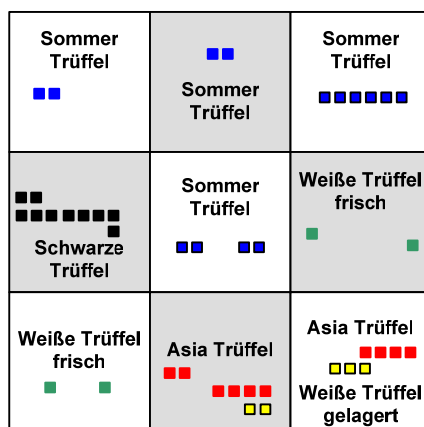 Sommer
Trüffel
Sommer
Trüffel
Sommer
Trüffel
Schwarze
Trüffel
Sommer
Trüffel
Weiße Trüffel
frisch
Weiße Trüffel
frisch
Asia Trüffel
Asia Trüffel
Weiße Trüffel
gelagert